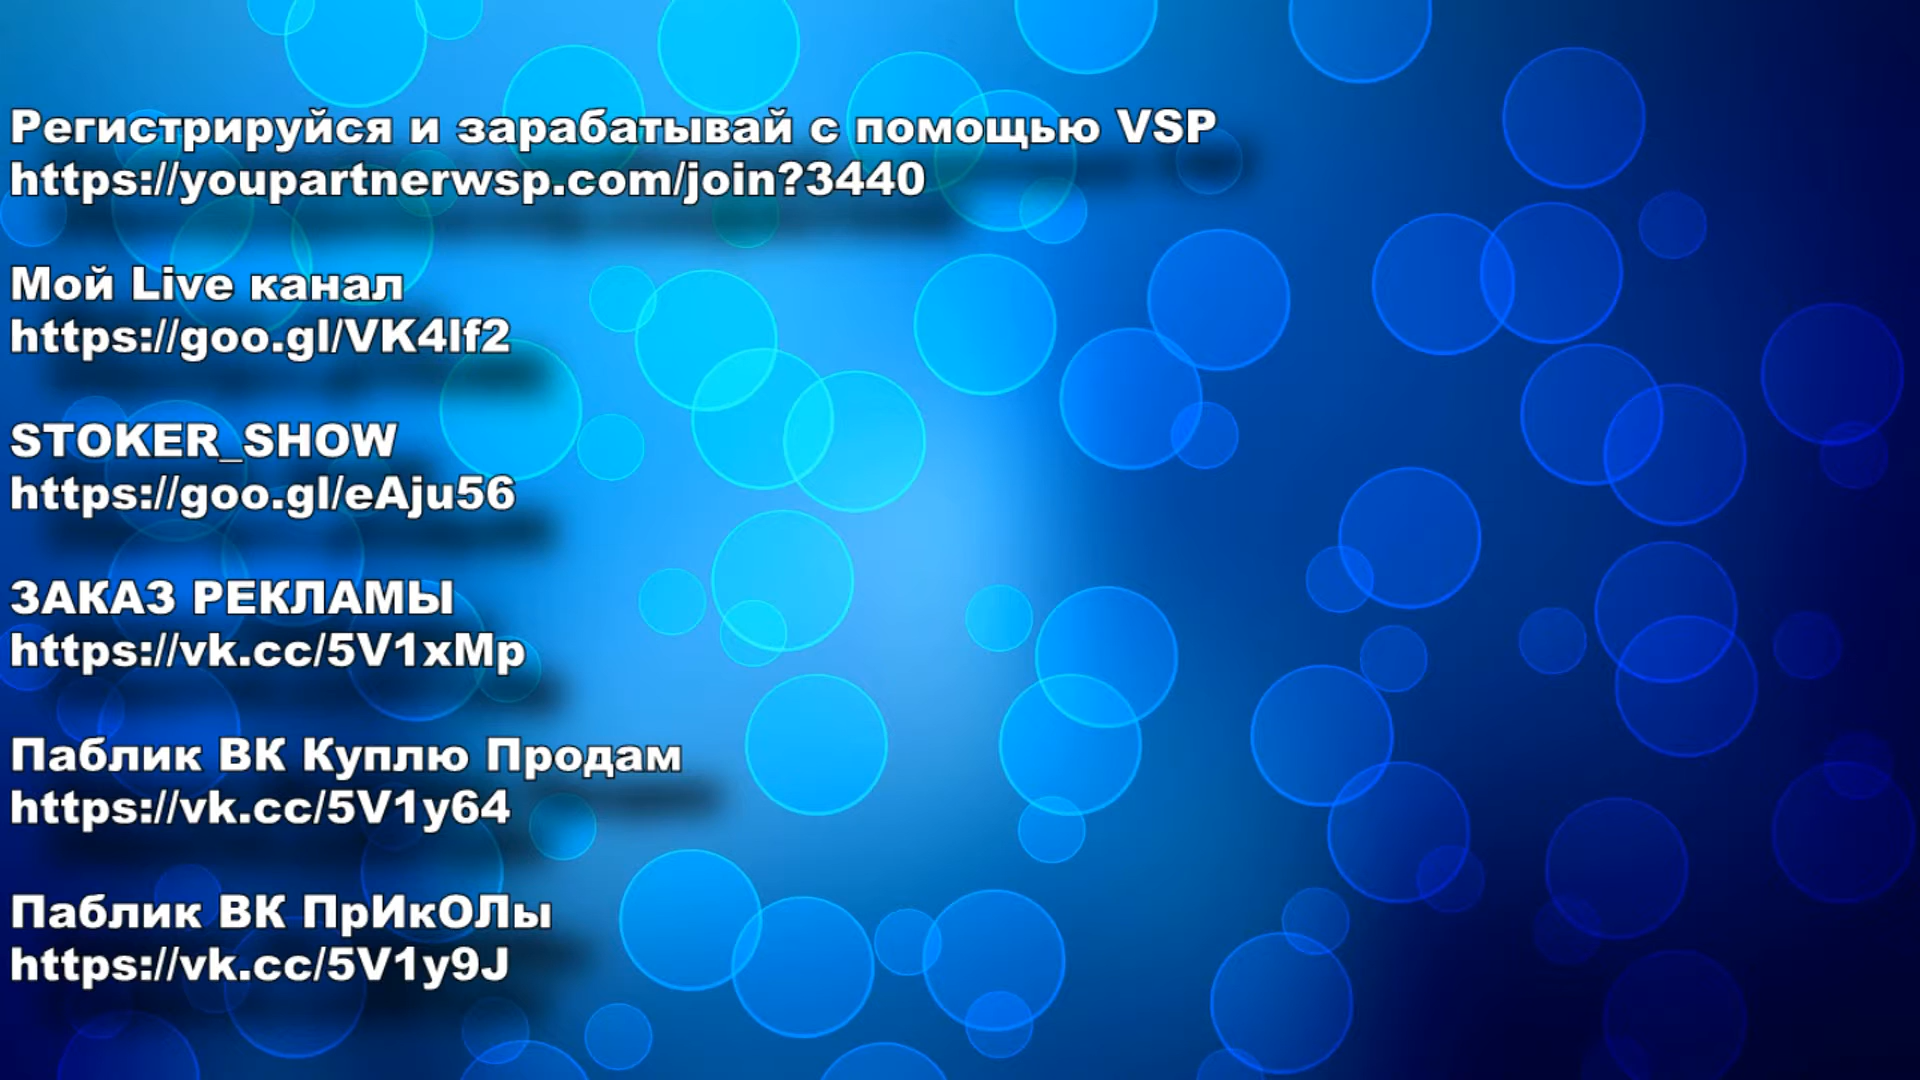 Регистрируйся и зарабатывай с помощью VSP
https://youpartnerwsp.com/join?3440
Мой Live канал
https://goo.gl/VK4lf2
STOKER_SHOW
https://goo.gl/eAju56
ЗАКАЗ РЕКЛАМЫ
https://vk.cc/5V1xMp
Паблик ВК Куплю Продам
https://vk.cc/5V1y64
Паблик ВК ПрИкОЛы
https://vk.cc/5V1y9J